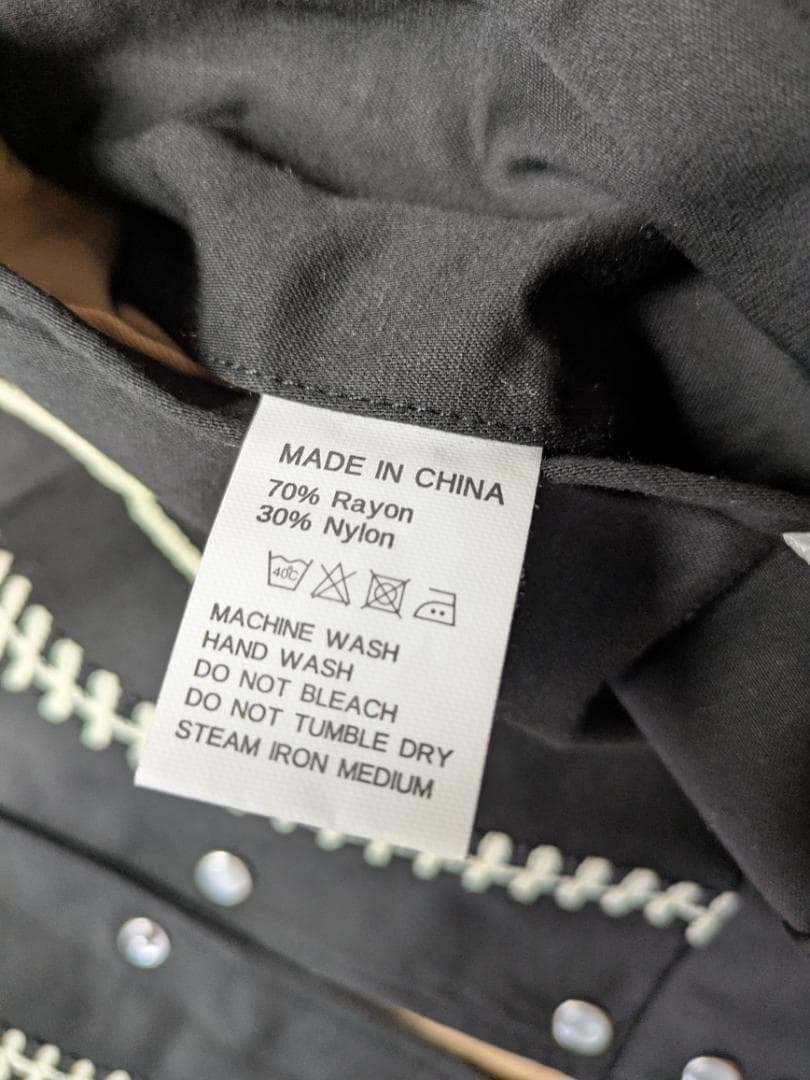 MADE IN CHINA
70% Rayon
30% Nylon
40°C
MACHINE WASH
HAND WASH
DO NOT BLEACH
DO NOT TUMBLE DRY
STEAM IRON MEDIUM